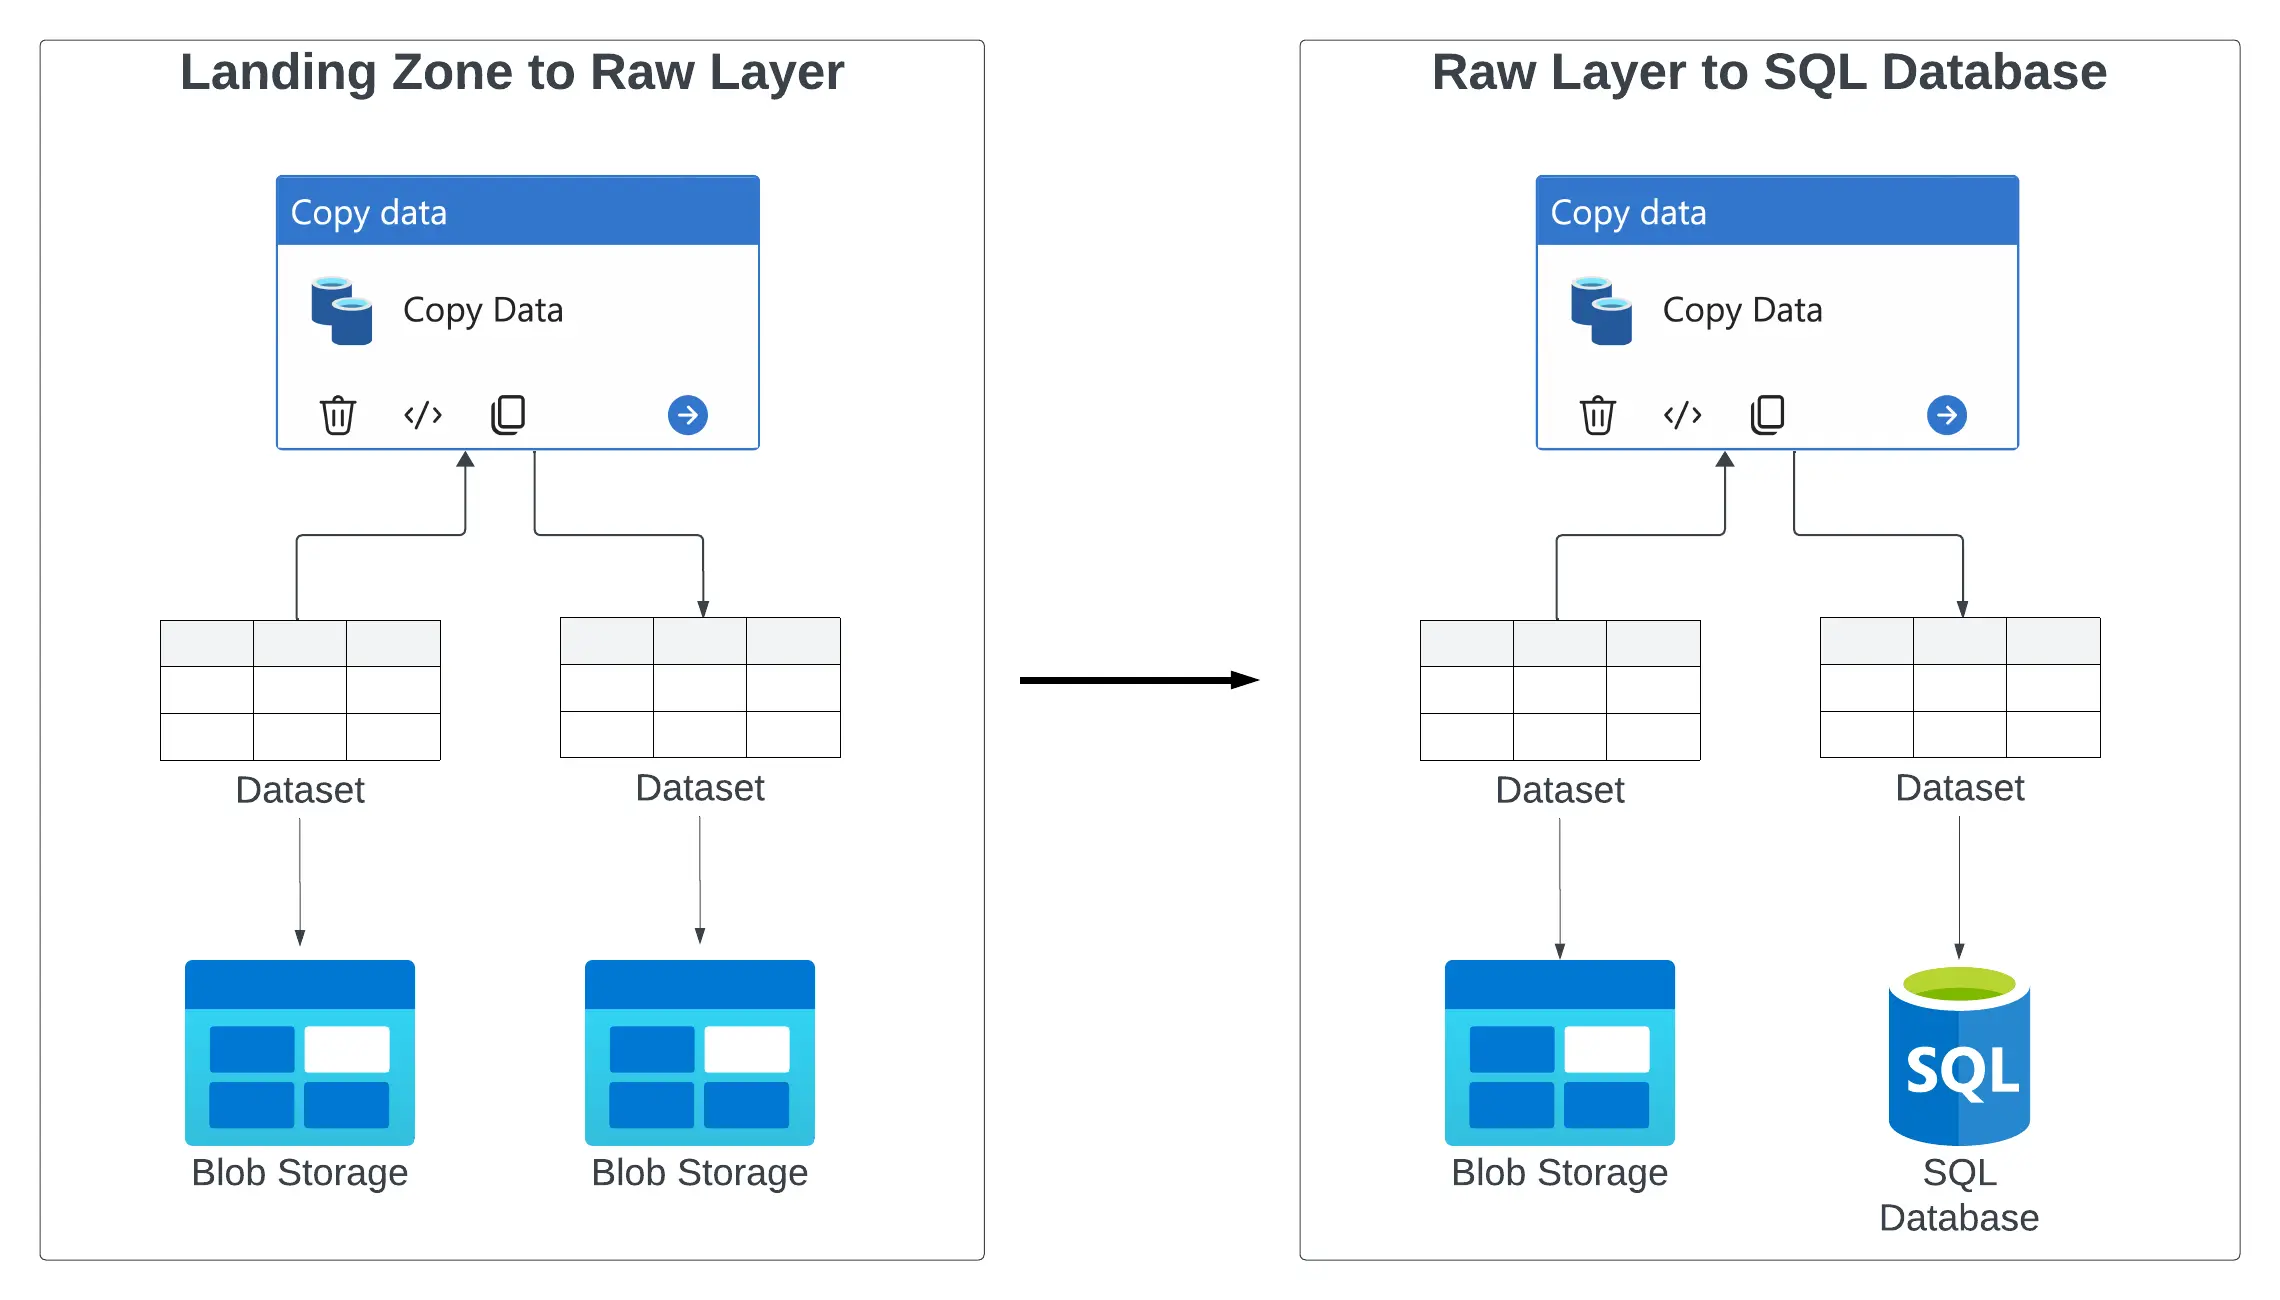 Landing Zone to Raw Layer
Copy data
Copy Data
Dataset
Dataset
Blob Storage
Blob Storage
Raw Layer to SQL Database
Copy data
Copy Data
Dataset
Dataset
Blob Storage
SQL
SQL
Database